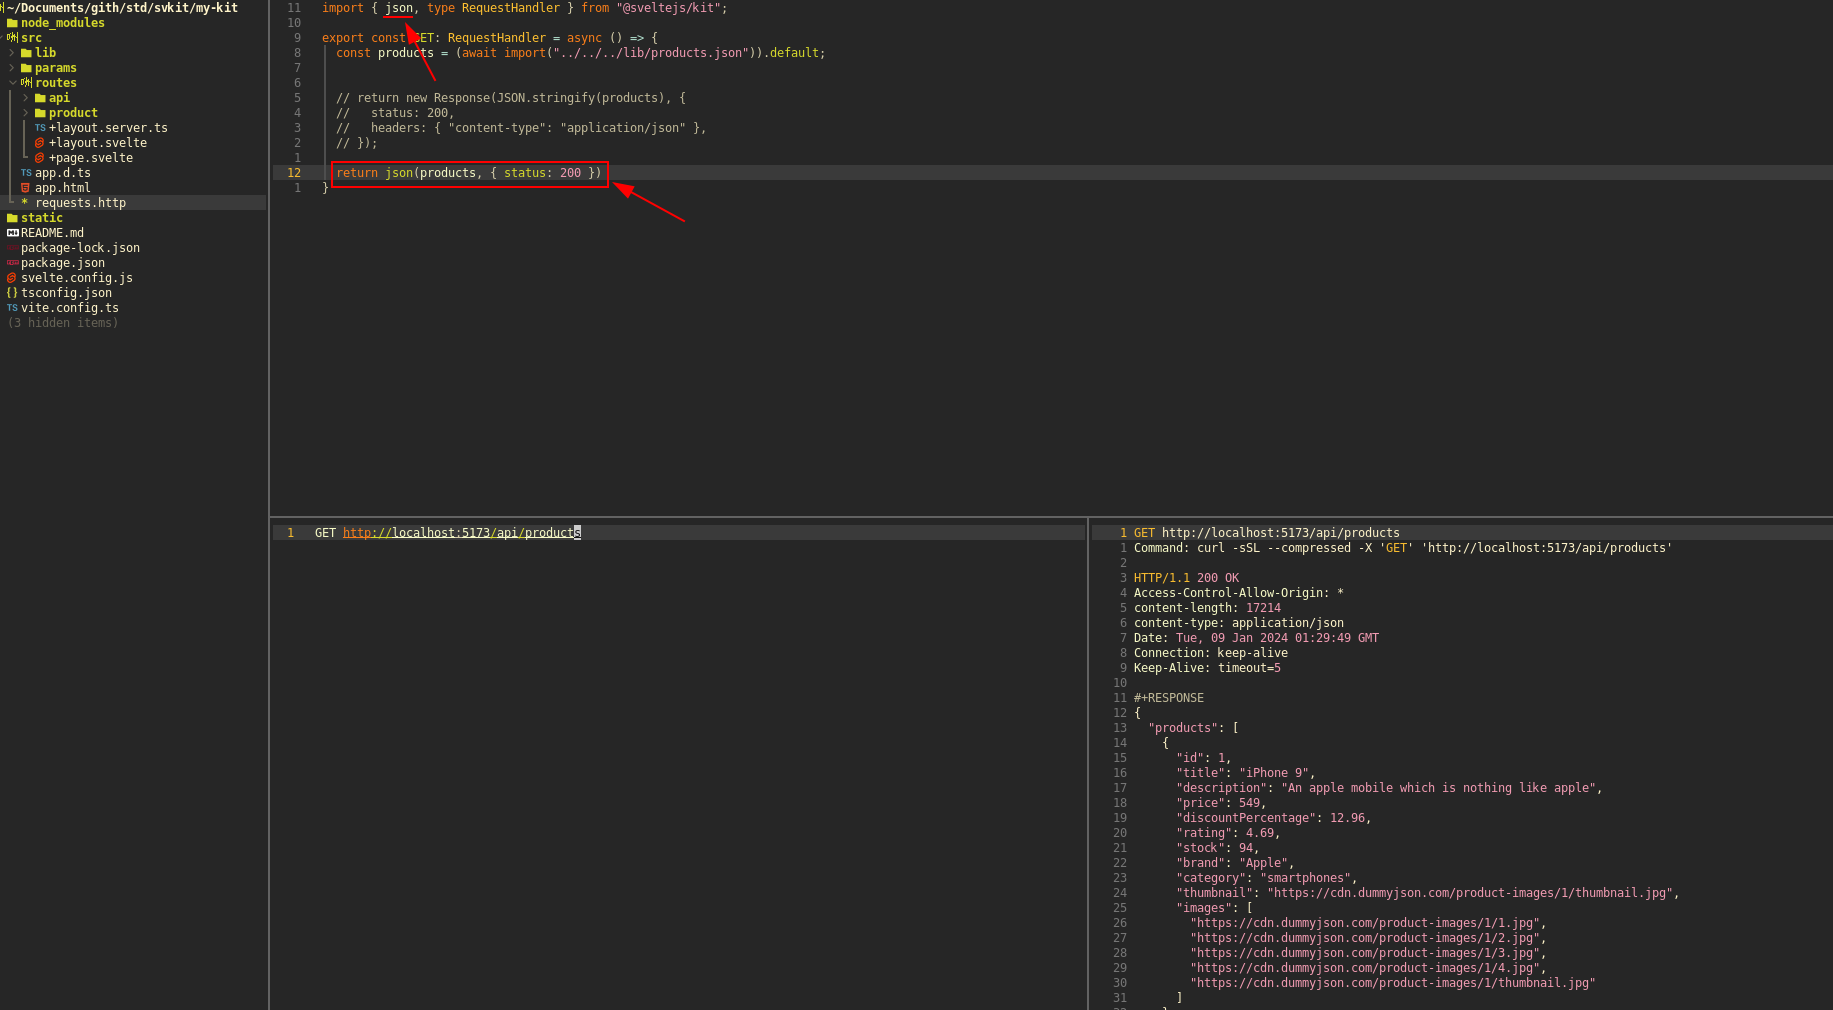 ~/Documents/gith/std/svkit/my-kit
node_modules
src
lib
params
routes
api
product
TS +layout.server.ts
+layout.svelte
+page.svelte
TS app.d.ts
app.html
* requests.http
static
README.md
package-lock.json
package.json
svelte.config.js
{} tsconfig.json
TS vite.config.ts
(3 hidden items)
11 import { json, type RequestHandler } from "@sveltejs/kit";
10
9 export const GET: RequestHandler = async () => {
8 const products = (await import("../../../lib/products.json")).default;
7
6
5 // return new Response(JSON.stringify(products), {
4 //   status: 200,
3 //   headers: { "content-type": "application/json" },
2 // });
1
12 return json(products, { status: 200 })
1 }
1 GET http://localhost:5173/api/products
1 GET http://localhost:5173/api/products
1 Command: curl -sSL --compressed -X 'GET' 'http://localhost:5173/api/products'
2
3 HTTP/1.1 200 OK
4 Access-Control-Allow-Origin: *
5 content-length: 17214
6 content-type: application/json
7 Date: Tue, 09 Jan 2024 01:29:49 GMT
8 Connection: keep-alive
9 Keep-Alive: timeout=5
10
11 #+RESPONSE
12 {
13 "products": [
14 {
15 "id": 1,
16 "title": "iPhone 9",
17 "description": "An apple mobile which is nothing like apple",
18 "price": 549,
19 "discountPercentage": 12.96,
20 "rating": 4.69,
21 "stock": 94,
22 "brand": "Apple",
23 "category": "smartphones",
24 "thumbnail": "https://cdn.dummyjson.com/product-images/1/thumbnail.jpg",
25 "images": [
26 "https://cdn.dummyjson.com/product-images/1/1.jpg",
27 "https://cdn.dummyjson.com/product-images/1/2.jpg",
28 "https://cdn.dummyjson.com/product-images/1/3.jpg",
29 "https://cdn.dummyjson.com/product-images/1/4.jpg",
30 "https://cdn.dummyjson.com/product-images/1/thumbnail.jpg"
31 ]